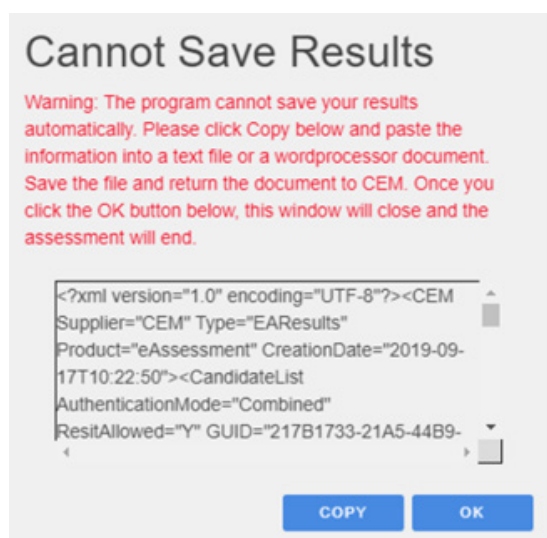 Cannot Save Results
Warning: The program cannot save your results
automatically. Please click Copy below and paste the
information into a text file or a wordprocessor document.
Save the file and return the document to CEM. Once you
click the OK button below, this window will close and the
assessment will end.
<?xml version="1.0" encoding="UTF-8"?><CEM
Supplier="CEM" Type="EAResults"
Product="eAssessment" CreationDate="2019-09-
17T10:22:50"><CandidateList
AuthenticationMode="Combined"
ResitAllowed="Y" GUID="217B1733-21A5-44B9-
COPY OK